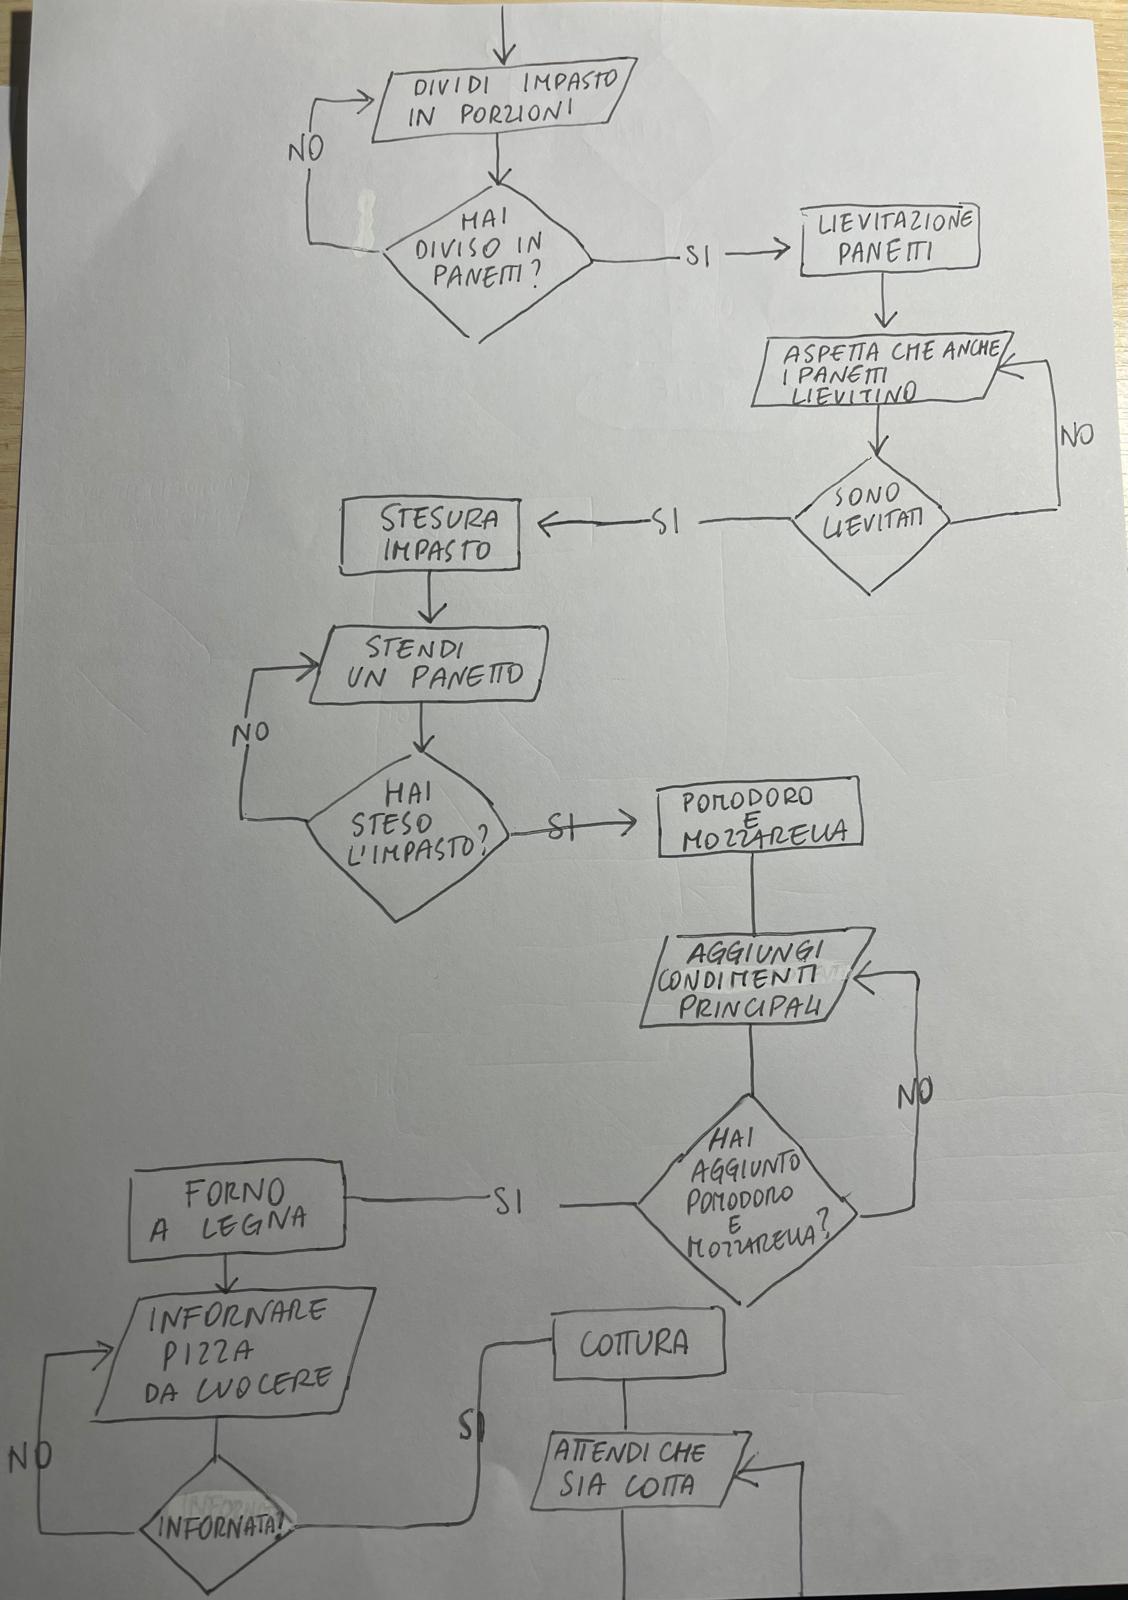 DIVIDI IMPASTO
IN PORZIONI
NO
HAI
DIVISO IN
PANETTI?
SI
LIEVITAZIONE
PANETTI
ASPETTA CHE ANCHE
I PANETTI
LIEVITINO
NO
SONO
LIEVITATI
SI
STESURA
IMPASTO
STENDI
UN PANETTO
NO
HAI
STESO
L'IMPASTO?
SI
POMODORO
E
MOZZARELLA
AGGIUNGI
CONDIMENTI
PRINCIPALI
NO
HAI
AGGIUNTO
POMODORO
E
MOZZARELLA?
SI
FORNO
A LEGNA
INFORNARE
PIZZA
DA CUOCERE
NO
INFORNATA?
SI
COTTURA
ATTENDI CHE
SIA COTTA